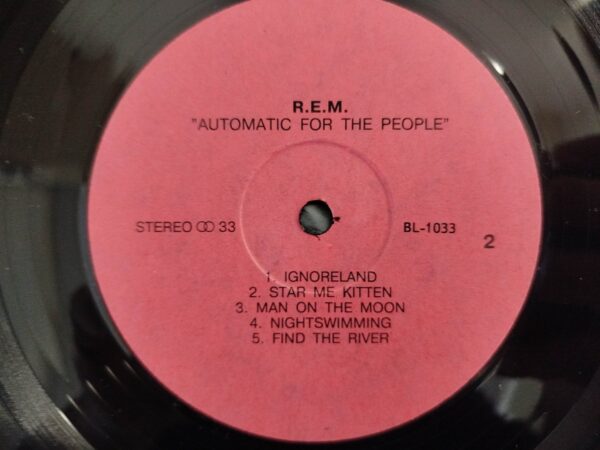 R.E.M.
"AUTOMATIC FOR THE PEOPLE"
STEREO ꝏ 33 BL-1033
2
1. IGNORELAND
2. STAR ME KITTEN
3. MAN ON THE MOON
4. NIGHTSWIMMING
5. FIND THE RIVER